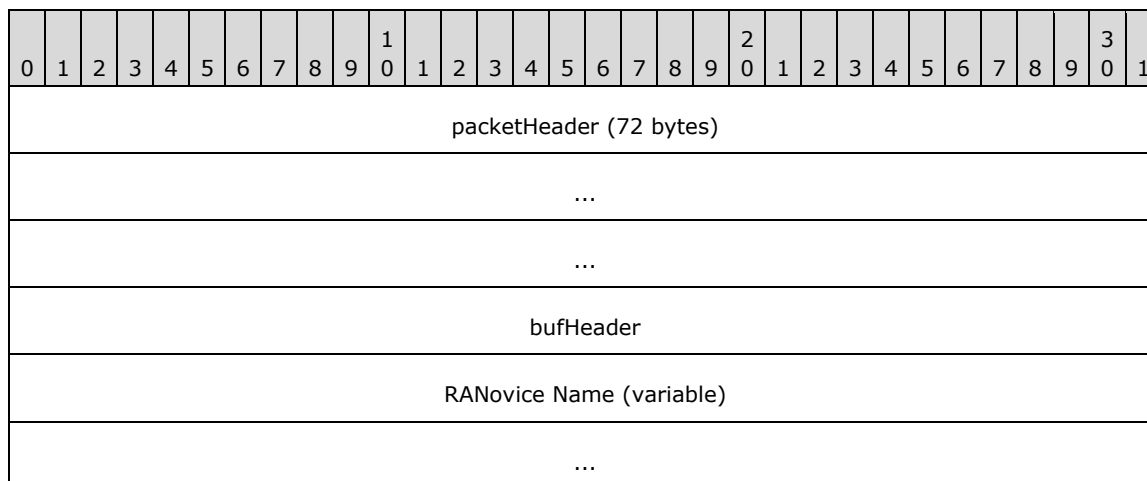 1 2 3
0 1 2 3 4 5 6 7 8 9 0 1 2 3 4 5 6 7 8 9 0 1 2 3 4 5 6 7 8 9 0 1
packetHeader (72 bytes)
...
...
bufHeader
RANovice Name (variable)
...